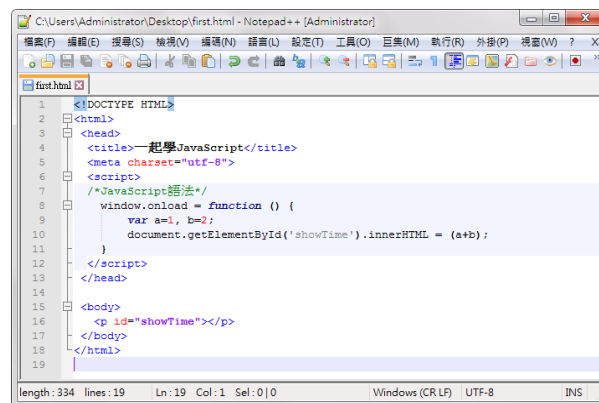 C:\Users\Administrator\Desktop\first.html - Notepad++ [Administrator]
檔案(F) 編輯(E) 搜尋(S) 檢視(V) 編碼(N) 語言(L) 設定(T) 工具(O) 巨集(M) 執行(R) 外掛(P) 視窗(W) ? X
first.html
1 <!DOCTYPE HTML>
2 <html>
3 <head>
4 <title>一起學JavaScript</title>
5 <meta charset="utf-8">
6 <script>
7 /*JavaScript語法*/
8 window.onload = function () {
9 var a=1, b=2;
10 document.getElementById('showTime').innerHTML = (a+b);
11 }
12 </script>
13 </head>
14
15 <body>
16 <p id="showTime"></p>
17 </body>
18 </html>
19
length : 334 lines : 19 Ln : 19 Col : 1 Sel : 0 | 0 Windows (CR LF) UTF-8 INS